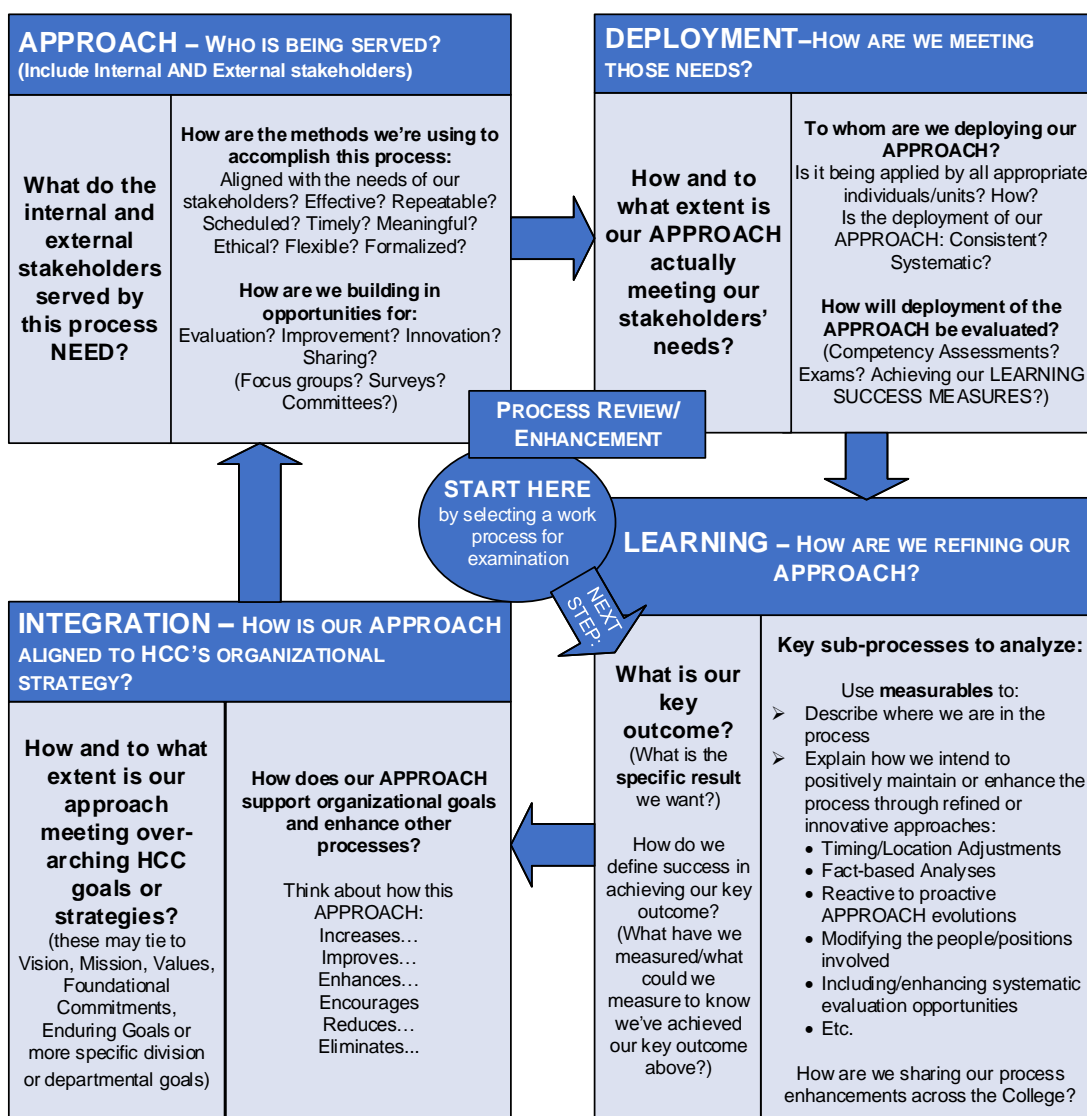 APPROACH – WHO IS BEING SERVED?
(Include Internal AND External stakeholders)
What do the
internal and
external
stakeholders
served by
this process
NEED?
How are the methods we're using to
accomplish this process:
Aligned with the needs of our
stakeholders? Effective? Repeatable?
Scheduled? Timely? Meaningful?
Ethical? Flexible? Formalized?
How are we building in
opportunities for:
Evaluation? Improvement? Innovation?
Sharing?
(Focus groups? Surveys?
Committees?)
DEPLOYMENT–HOW ARE WE MEETING
THOSE NEEDS?
How and to
what extent is
our APPROACH
actually
meeting our
stakeholders'
needs?
To whom are we deploying our
APPROACH?
Is it being applied by all appropriate
individuals/units? How?
Is the deployment of our
APPROACH: Consistent?
Systematic?
How will deployment of the
APPROACH be evaluated?
(Competency Assessments?
Exams? Achieving our LEARNING
SUCCESS MEASURES?)
PROCESS REVIEW/
ENHANCEMENT
START HERE
by selecting a work
process for
examination
NEXT
STEP:
LEARNING – HOW ARE WE REFINING OUR
APPROACH?
What is our
key
outcome?
(What is the
specific result
we want?)
How do we
define success in
achieving our key
outcome?
(What have we
measured/what
could we
measure to know
we've achieved
our key outcome
above?)
Key sub-processes to analyze:
Use measurables to:
➢ Describe where we are in the
process
➢ Explain how we intend to
positively maintain or enhance the
process through refined or
innovative approaches:
• Timing/Location Adjustments
• Fact-based Analyses
• Reactive to proactive
APPROACH evolutions
• Modifying the people/positions
involved
• Including/enhancing systematic
evaluation opportunities
• Etc.
How are we sharing our process
enhancements across the College?
INTEGRATION – HOW IS OUR APPROACH
ALIGNED TO HCC'S ORGANIZATIONAL
STRATEGY?
How and to what
extent is our
approach
meeting over-
arching HCC
goals or
strategies?
(these may tie to
Vision, Mission, Values,
Foundational
Commitments,
Enduring Goals or
more specific division
or departmental goals)
How does our APPROACH
support organizational goals
and enhance other
processes?
Think about how this
APPROACH:
Increases…
Improves…
Enhances…
Encourages
Reduces…
Eliminates...